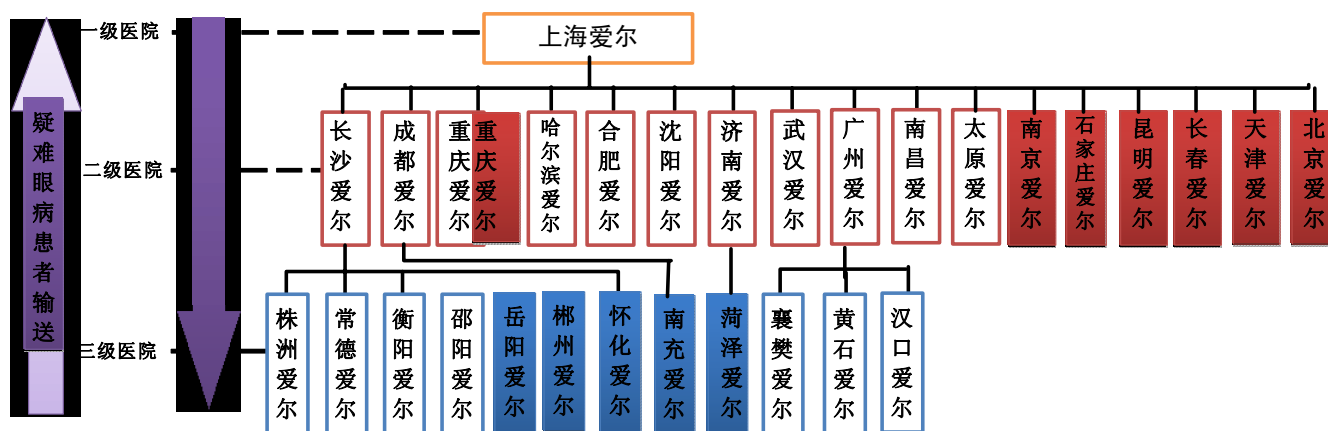 一级医院
上海爱尔
疑难眼病患者输送
二级医院
长沙爱尔
成都爱尔
重庆爱尔
重庆爱尔
哈尔滨爱尔
合肥爱尔
沈阳爱尔
济南爱尔
武汉爱尔
广州爱尔
南昌爱尔
太原爱尔
南京爱尔
石家庄爱尔
昆明爱尔
长春爱尔
天津爱尔
北京爱尔
三级医院
株洲爱尔
常德爱尔
衡阳爱尔
邵阳爱尔
岳阳爱尔
郴州爱尔
怀化爱尔
南充爱尔
菏泽爱尔
襄樊爱尔
黄石爱尔
汉口爱尔